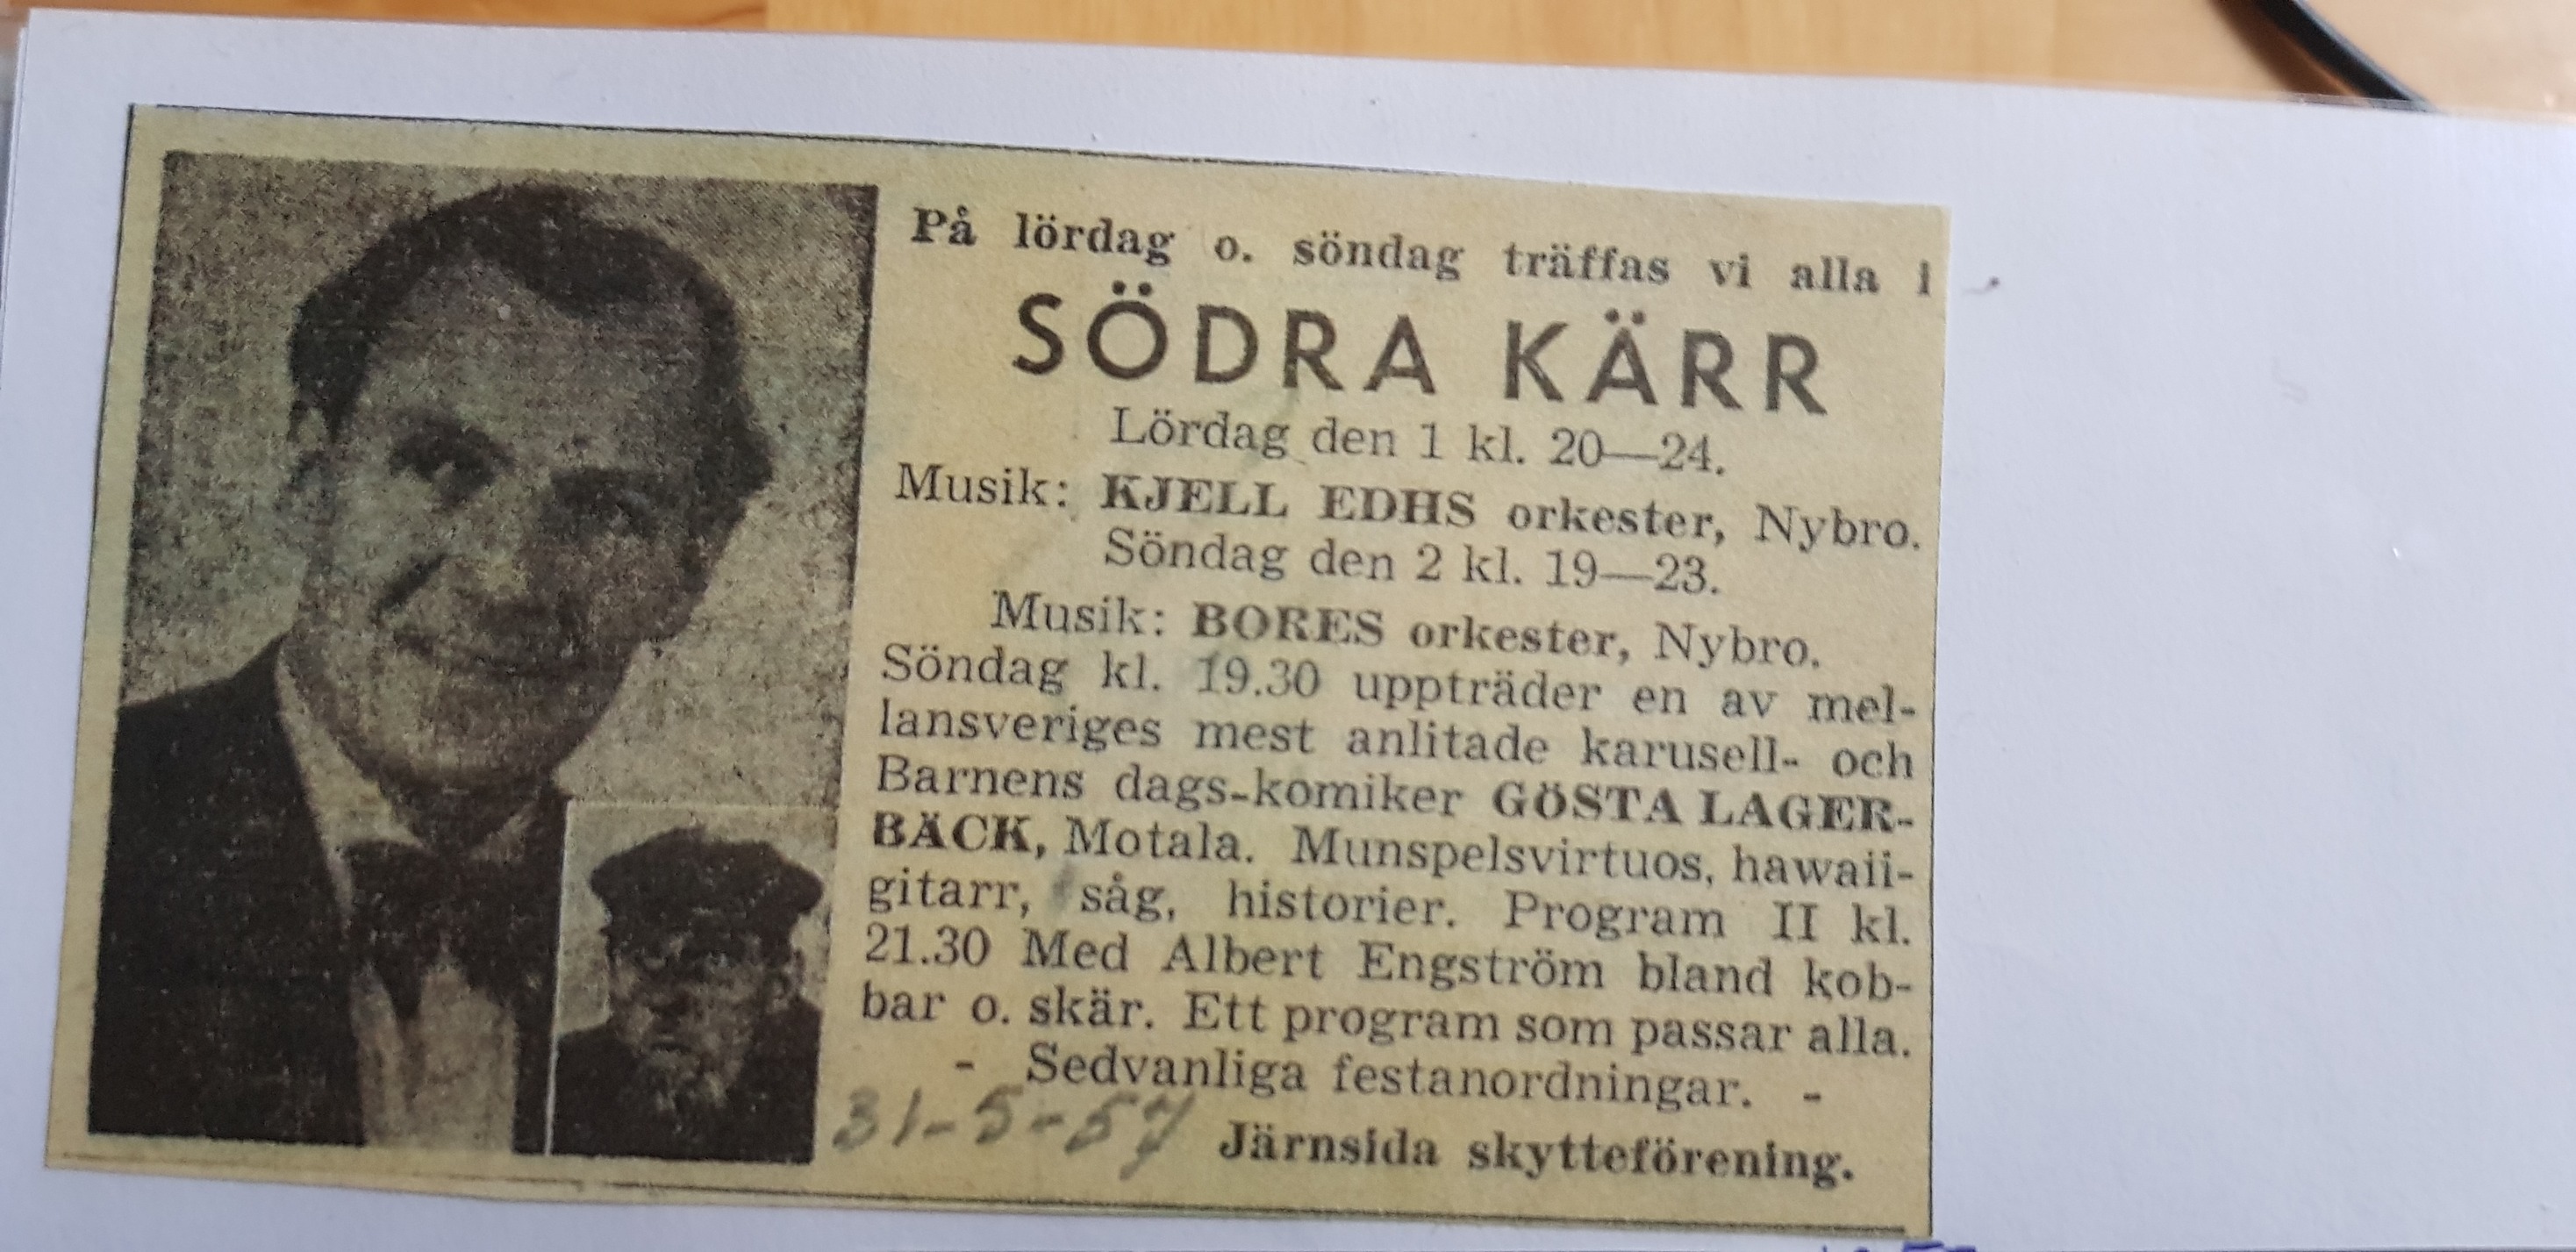 På lördag o. söndag träffas vi alla i
SÖDRA KÄRR
Lördag den 1 kl. 20—24.
Musik: KJELL EDHS orkester, Nybro.
Söndag den 2 kl. 19—23.
Musik: BORES orkester, Nybro.
Söndag kl. 19.30 uppträder en av mel-
lansveriges mest anlitade karusell- och
Barnens dags-komiker GÖSTA LAGER-
BÄCK, Motala. Munspelsvirtuos, hawaii-
gitarr, såg, historier. Program II kl.
21.30 Med Albert Engström bland kob-
bar o. skär. Ett program som passar alla.
- Sedvanliga festanordningar. -
31-5-57
Järnsida skytteförening.